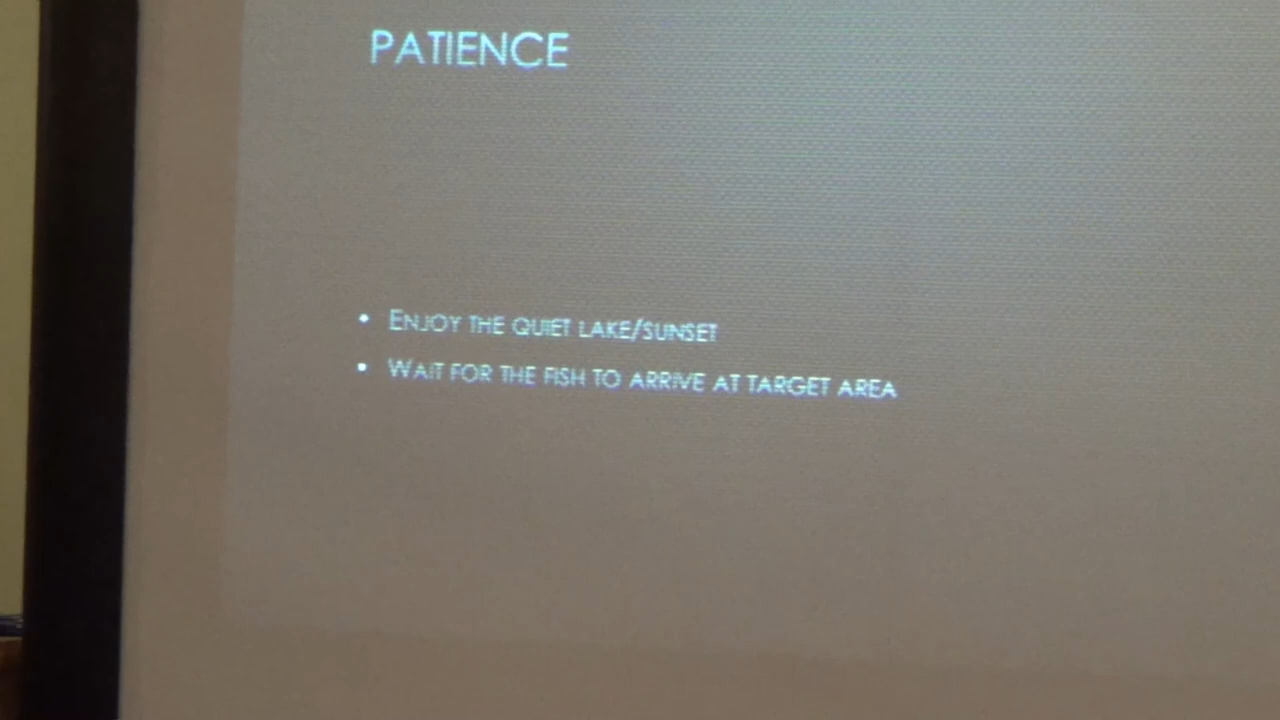 PATIENCE
• ENJOY THE QUIET LAKE/SUNSET
• WAIT FOR THE FISH TO ARRIVE AT TARGET AREA